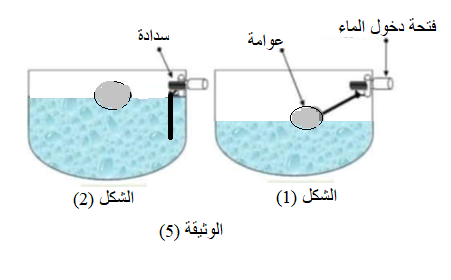 فتحة دخول الماء
عوامة
سدادة
الشكل (1)
الشكل (2)
الوثيقة (5)